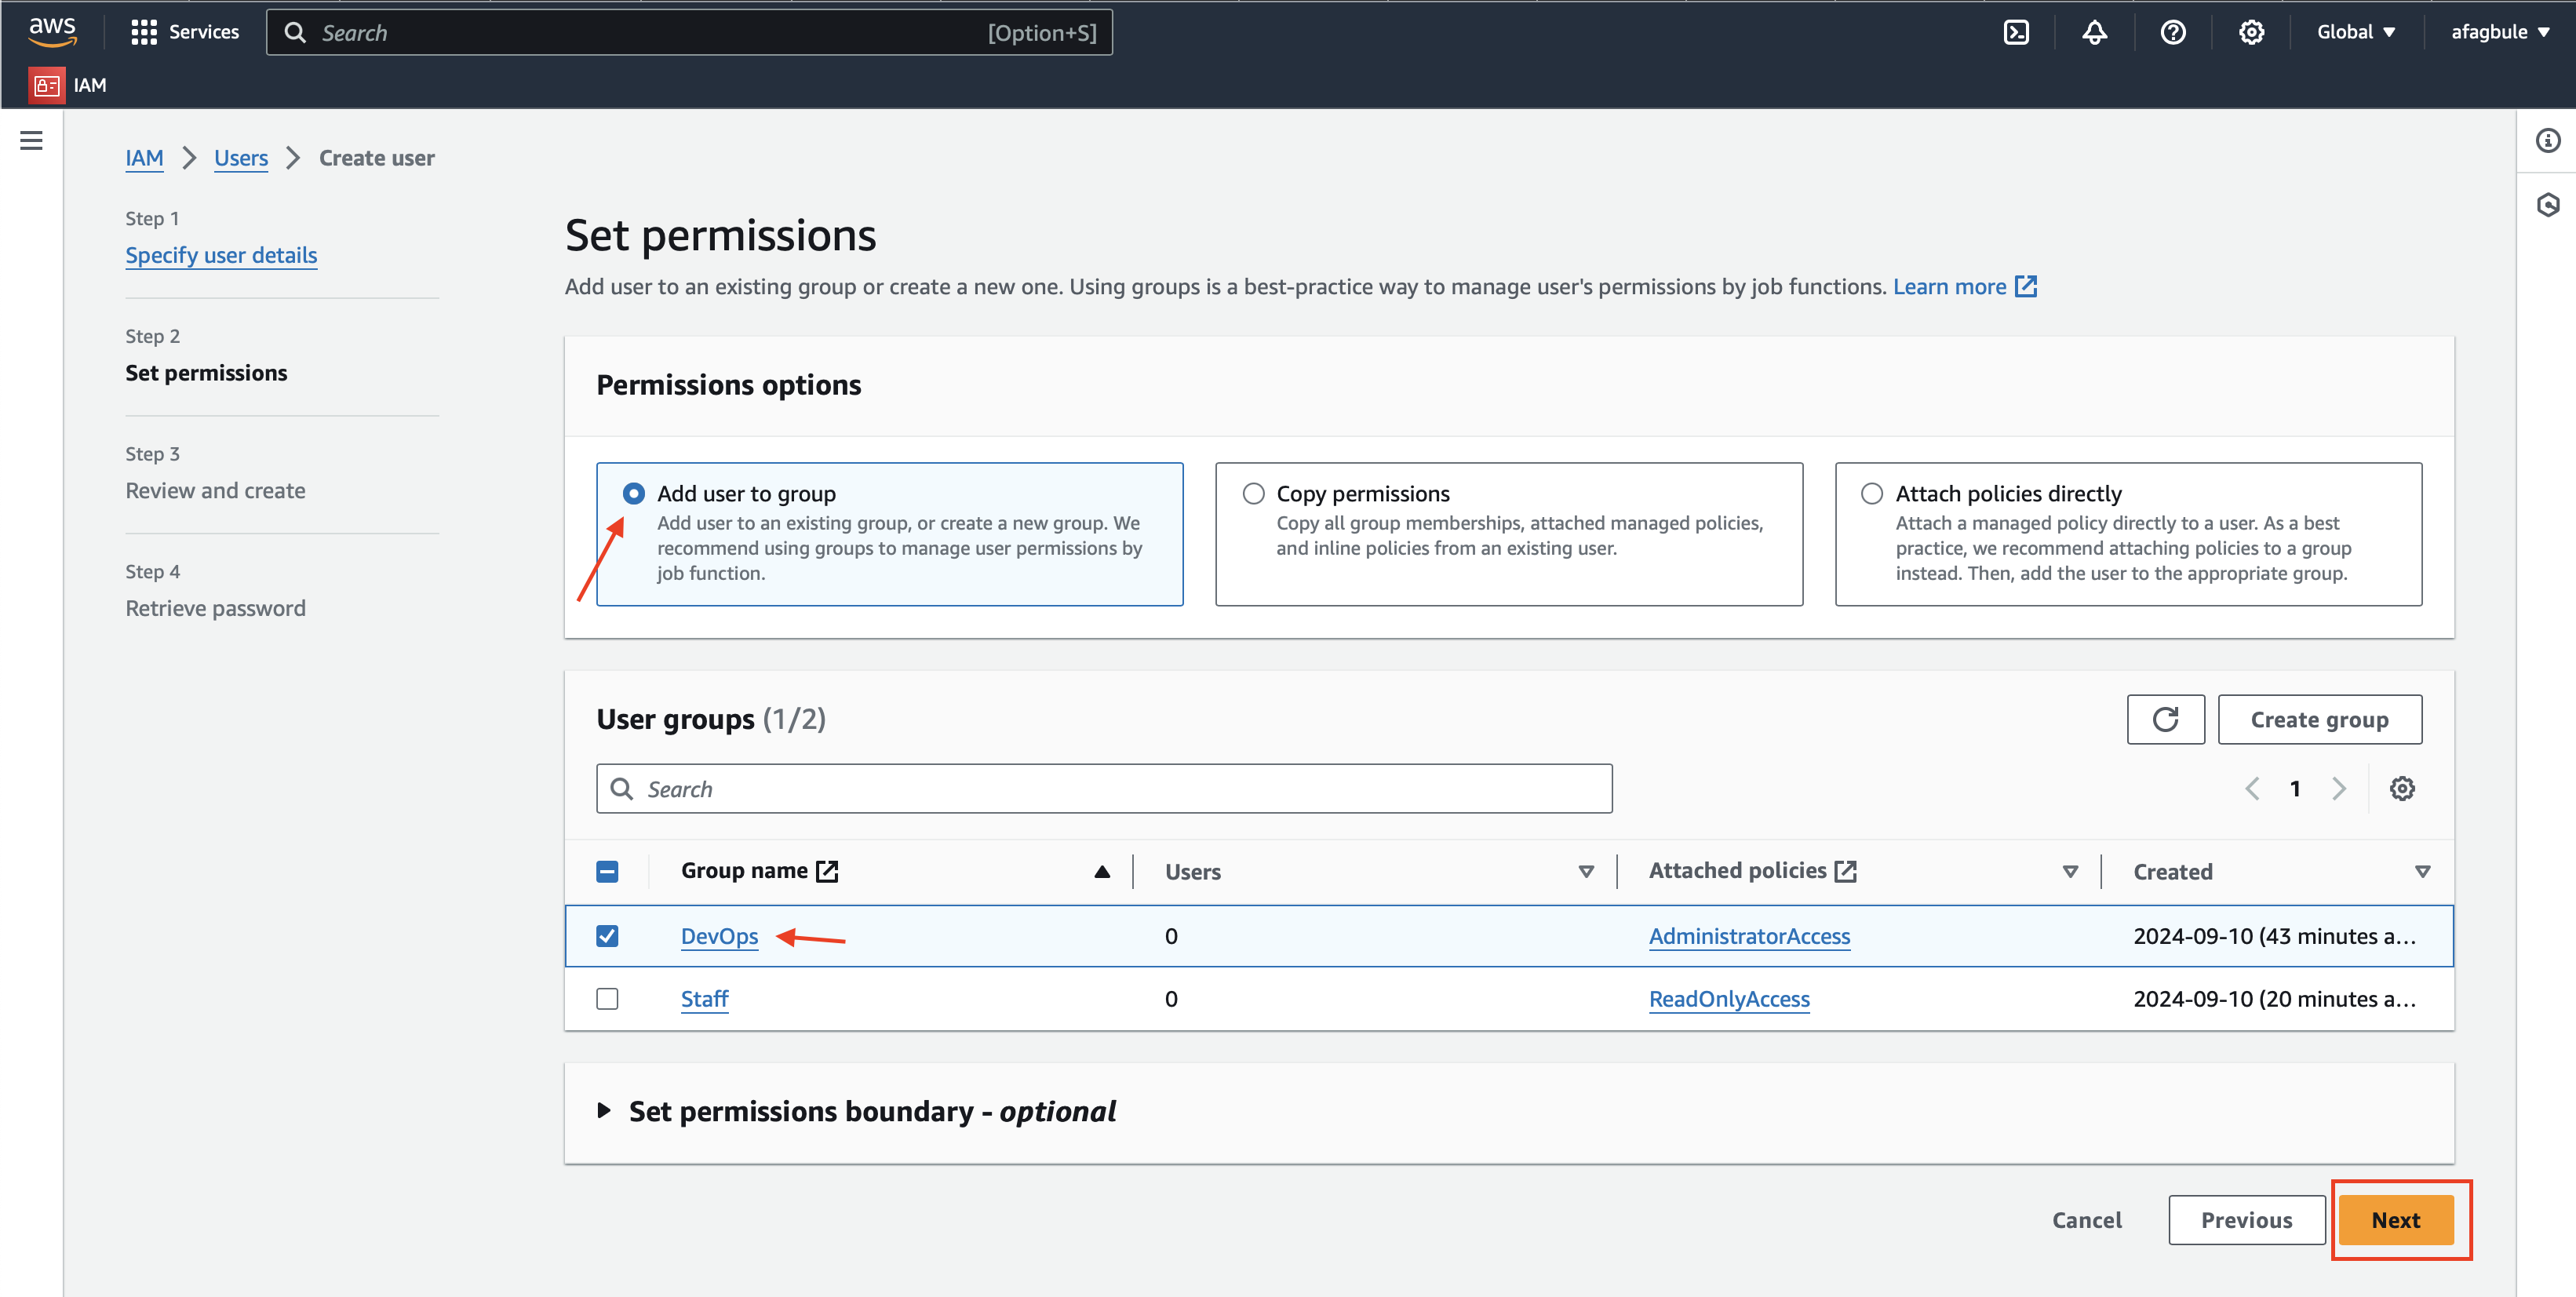 aws
Services
Search
[Option+S]
Global
afagbule
IAM
IAM
Users
Create user
Step 1
Specify user details
Step 2
Set permissions
Step 3
Review and create
Step 4
Retrieve password
Set permissions
Add user to an existing group or create a new one. Using groups is a best-practice way to manage user's permissions by job functions. Learn more
Permissions options
Add user to group
Add user to an existing group, or create a new group. We
recommend using groups to manage user permissions by
job function.
Copy permissions
Copy all group memberships, attached managed policies,
and inline policies from an existing user.
Attach policies directly
Attach a managed policy directly to a user. As a best
practice, we recommend attaching policies to a group
instead. Then, add the user to the appropriate group.
User groups (1/2)
Create group
Search
1
Group name
Users
Attached policies
Created
DevOps
0
AdministratorAccess
2024-09-10 (43 minutes a...
Staff
0
ReadOnlyAccess
2024-09-10 (20 minutes a...
Set permissions boundary - optional
Cancel
Previous
Next